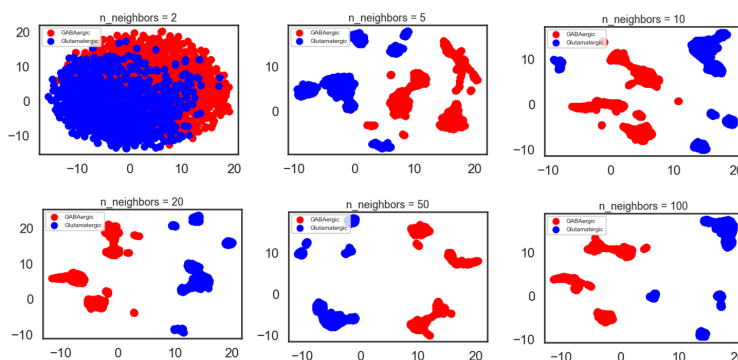 n_neighbors = 2
GABAergic
Glutamatergic
20
10
0
−10
−10
0
10
20
n_neighbors = 5
GABAergic
Glutamatergic
10
0
0
10
20
n_neighbors = 10
GABAergic
Glutamatergic
10
0
−10
−10
0
10
20
n_neighbors = 20
GABAergic
Glutamatergic
20
10
0
−10
0
10
20
n_neighbors = 50
GABAergic
Glutamatergic
10
0
−10
0
10
20
n_neighbors = 100
GABAergic
Glutamatergic
10
0
−10
−10
0
10
20